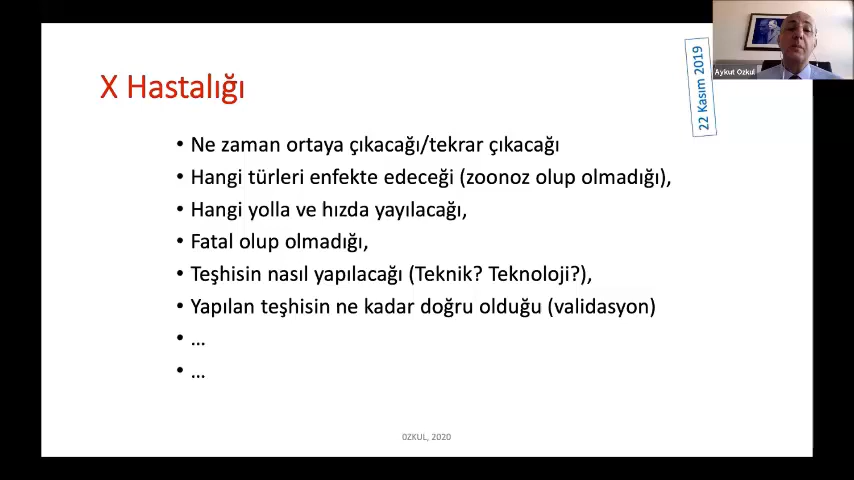 Aykut Ozkul
22 Kasım 2019
X Hastalığı
• Ne zaman ortaya çıkacağı/tekrar çıkacağı
• Hangi türleri enfekte edeceği (zoonoz olup olmadığı),
• Hangi yolla ve hızda yayılacağı,
• Fatal olup olmadığı,
• Teşhisin nasıl yapılacağı (Teknik? Teknoloji?),
• Yapılan teşhisin ne kadar doğru olduğu (validasyon)
• ...
• ...
OZKUL, 2020